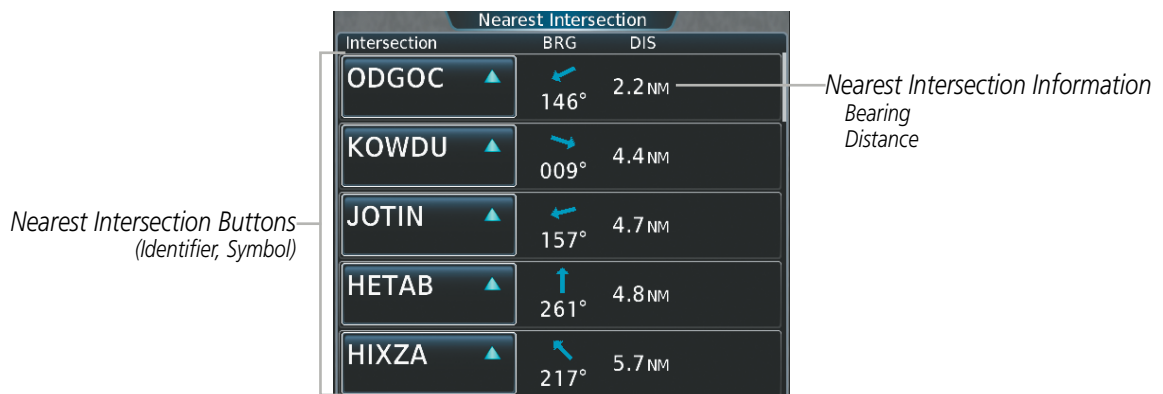 Nearest Intersection
Intersection BRG DIS
ODGOC 146° 2.2NM
KOWDU 009° 4.4NM
JOTIN 157° 4.7NM
HETAB 261° 4.8NM
HIXZA 217° 5.7NM
Nearest Intersection Information
Bearing
Distance
Nearest Intersection Buttons
(Identifier, Symbol)